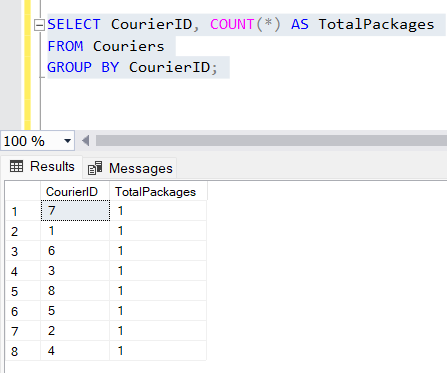 SELECT CourierID, COUNT(*) AS TotalPackages
FROM Couriers
GROUP BY CourierID;
100 %
Results Messages
CourierID TotalPackages
1 7 1
2 1 1
3 6 1
4 3 1
5 8 1
6 5 1
7 2 1
8 4 1